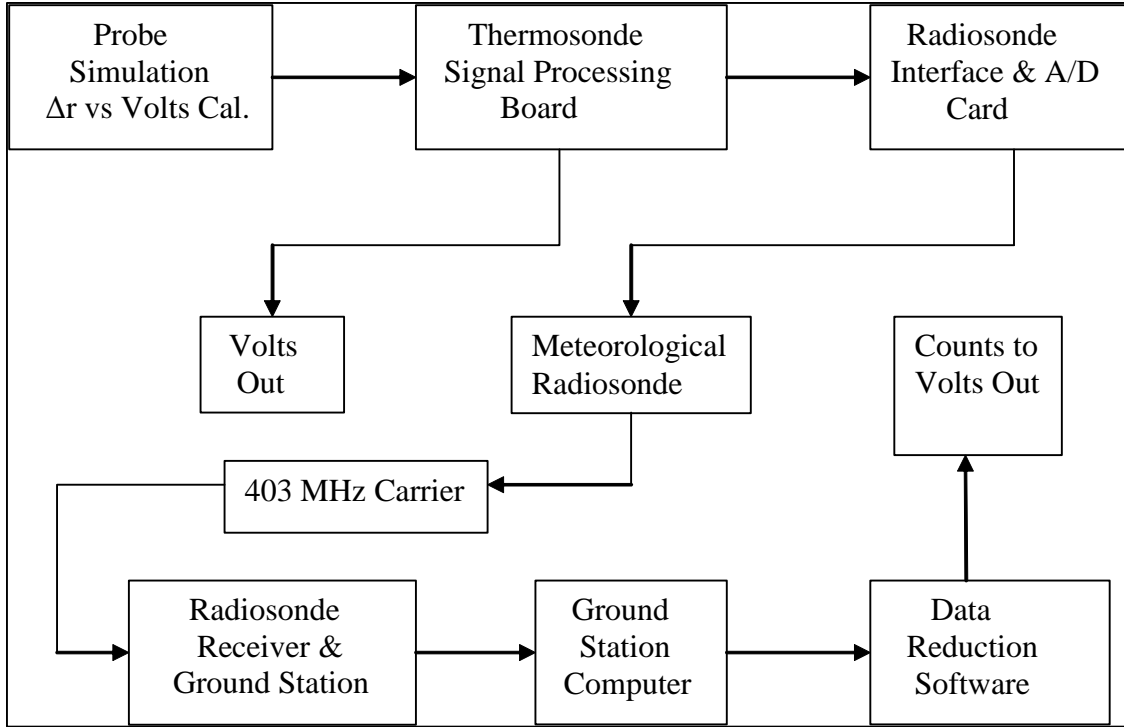 Probe
Simulation
Δr vs Volts Cal.
Thermosonde
Signal Processing
Board
Radiosonde
Interface & A/D
Card
Volts
Out
Meteorological
Radiosonde
Counts to
Volts Out
403 MHz Carrier
Radiosonde
Receiver &
Ground Station
Ground
Station
Computer
Data
Reduction
Software